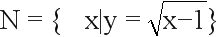 N = { x|y = √x−1}